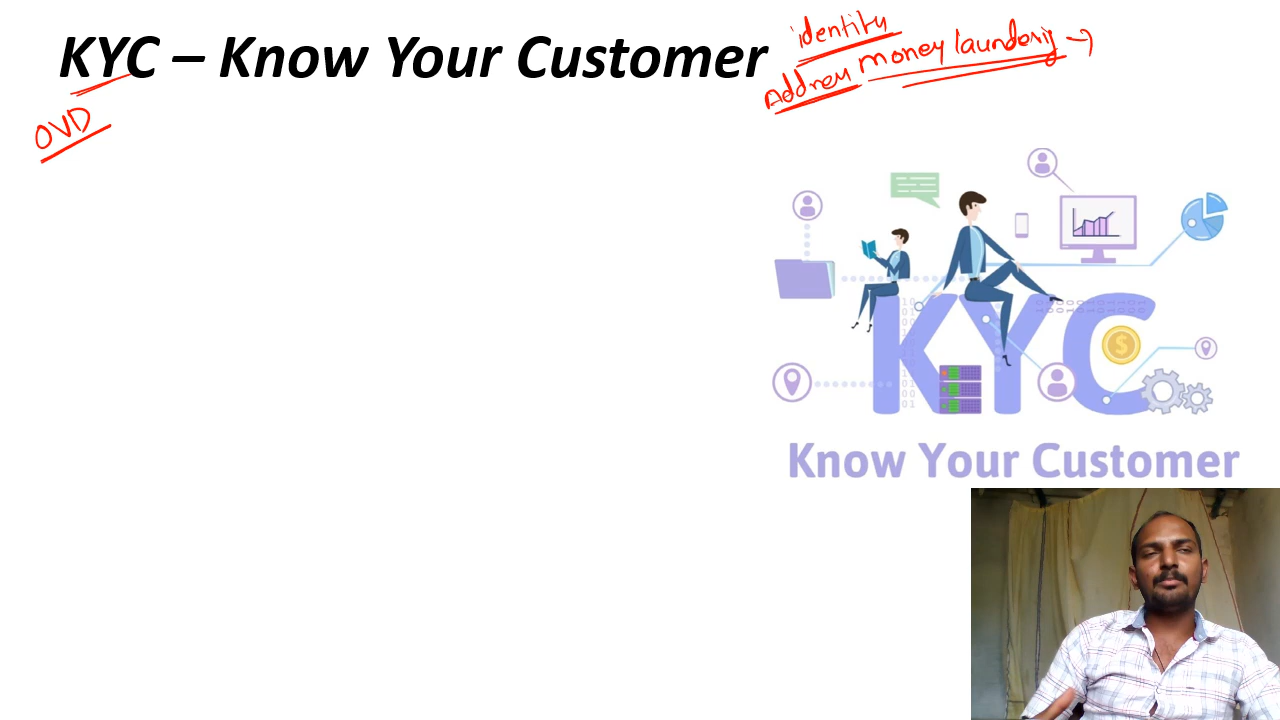 KYC – Know Your Customer
identity
Address money laundering →
OVD
KYC
Know Your Customer